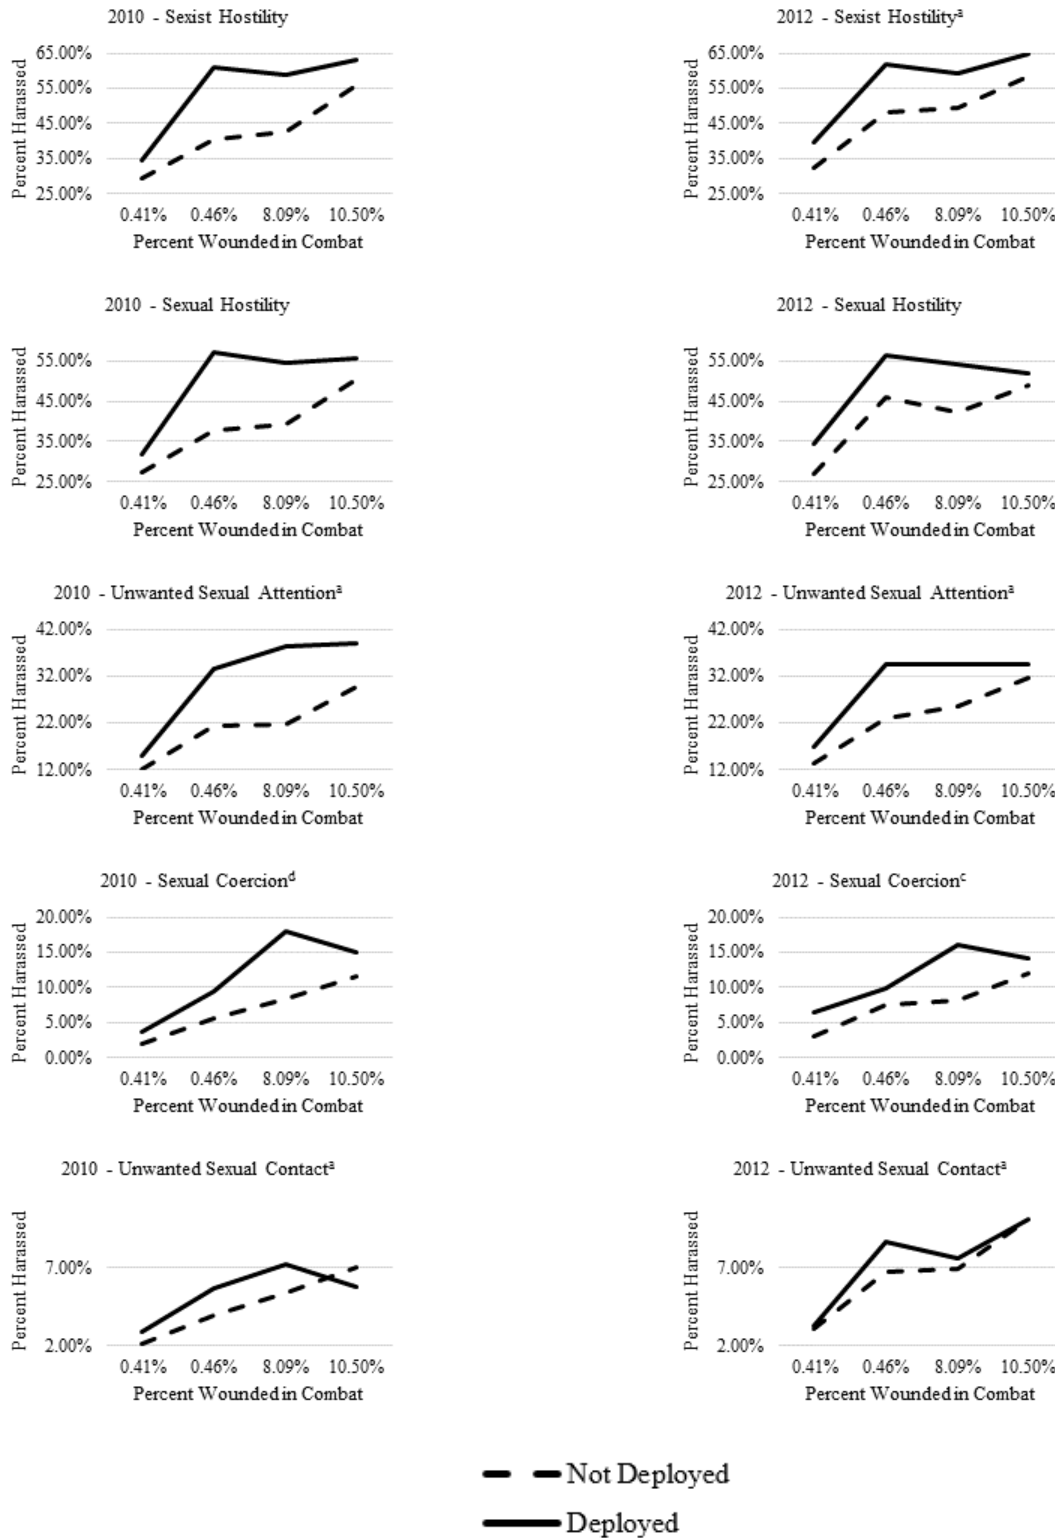 2010 - Sexist Hostility
Percent Harassed
65.00%
55.00%
45.00%
35.00%
25.00%
0.41% 0.46% 8.09% 10.50%
Percent Wounded in Combat
2012 - Sexist Hostilityᵃ
Percent Harassed
65.00%
55.00%
45.00%
35.00%
25.00%
0.41% 0.46% 8.09% 10.50%
Percent Wounded in Combat
2010 - Sexual Hostility
Percent Harassed
55.00%
45.00%
35.00%
25.00%
0.41% 0.46% 8.09% 10.50%
Percent Wounded in Combat
2012 - Sexual Hostility
Percent Harassed
55.00%
45.00%
35.00%
25.00%
0.41% 0.46% 8.09% 10.50%
Percent Wounded in Combat
2010 - Unwanted Sexual Attentionᵃ
Percent Harassed
42.00%
32.00%
22.00%
12.00%
0.41% 0.46% 8.09% 10.50%
Percent Wounded in Combat
2012 - Unwanted Sexual Attentionᵃ
Percent Harassed
42.00%
32.00%
22.00%
12.00%
0.41% 0.46% 8.09% 10.50%
Percent Wounded in Combat
2010 - Sexual Coercionᵈ
Percent Harassed
20.00%
15.00%
10.00%
5.00%
0.00%
0.41% 0.46% 8.09% 10.50%
Percent Wounded in Combat
2012 - Sexual Coercionᶜ
Percent Harassed
20.00%
15.00%
10.00%
5.00%
0.00%
0.41% 0.46% 8.09% 10.50%
Percent Wounded in Combat
2010 - Unwanted Sexual Contactᵃ
Percent Harassed
7.00%
2.00%
0.41% 0.46% 8.09% 10.50%
Percent Wounded in Combat
2012 - Unwanted Sexual Contactᵃ
Percent Harassed
7.00%
2.00%
0.41% 0.46% 8.09% 10.50%
Percent Wounded in Combat
Not Deployed
Deployed